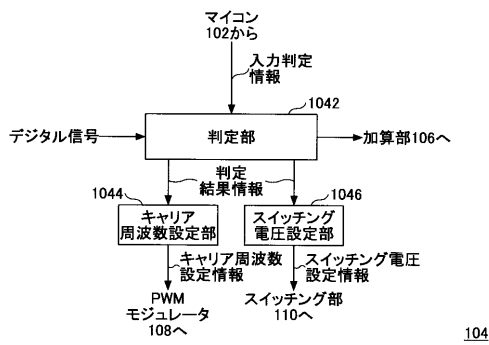 マイコン
102から
入力判定
情報
1042
デジタル信号
判定部
加算部106へ
判定
結果情報
1044
1046
キャリア
周波数設定部
スイッチング
電圧設定部
キャリア周波数
設定情報
スイッチング電圧
設定情報
PWM
モジュレータ
108へ
スイッチング部
110へ
104